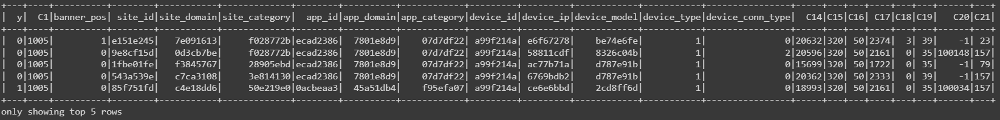 +---+----+----------+--------+-----------+-------------+--------+----------+------------+---------+---------+------------+-----------+----------------+-----+---+---+----+---+---+------+---+
|  y|  C1|banner_pos| site_id|site_domain|site_category|  app_id|app_domain|app_category|device_id|device_ip|device_model|device_type|device_conn_type|  C14|C15|C16| C17|C18|C19|   C20|C21|
+---+----+----------+--------+-----------+-------------+--------+----------+------------+---------+---------+------------+-----------+----------------+-----+---+---+----+---+---+------+---+
|  0|1005|         1|e151e245|   7e091613|     f028772b|ecad2386|  7801e8d9|    07d7df22| a99f214a| e6f67278|    be74e6fe|          1|               0|20632|320| 50|2374|  3| 39|    -1| 23|
|  0|1005|         0|9e8cf15d|   0d3cb7be|     f028772b|ecad2386|  7801e8d9|    07d7df22| a99f214a| 58811cdf|    8326c04b|          1|               2|20596|320| 50|2161|  0| 35|100148|157|
|  0|1005|         0|1fbe01fe|   f3845767|     28905ebd|ecad2386|  7801e8d9|    07d7df22| a99f214a| ac77b71a|    d787e91b|          1|               0|15699|320| 50|1722|  0| 35|    -1| 79|
|  0|1005|         0|543a539e|   c7ca3108|     3e814130|ecad2386|  7801e8d9|    07d7df22| a99f214a| 6769bdb2|    d787e91b|          1|               0|20362|320| 50|2333|  0| 39|    -1|157|
|  1|1005|         0|85f751fd|   c4e18dd6|     50e219e0|0acbeaa3|  45a51db4|    f95efa07| a99f214a| ce6e6bbd|    2cd8ff6d|          1|               0|18993|320| 50|2161|  0| 35|100034|157|
+---+----+----------+--------+-----------+-------------+--------+----------+------------+---------+---------+------------+-----------+----------------+-----+---+---+----+---+---+------+---+
only showing top 5 rows